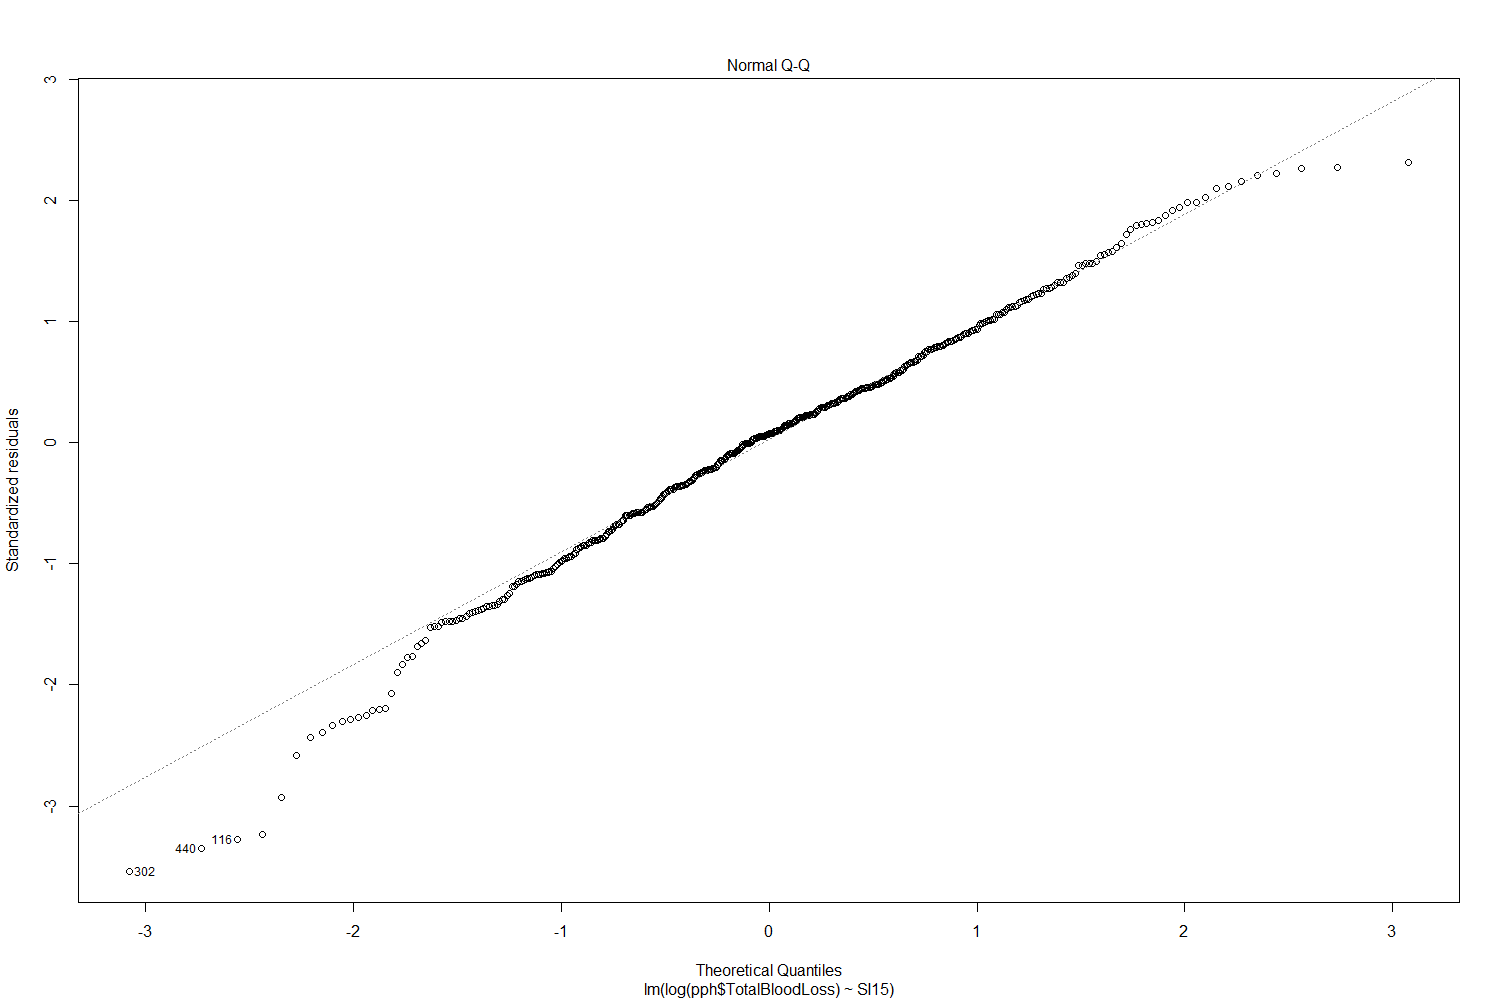 Normal Q-Q
3
2
1
0
-1
-2
-3
Standardized residuals
116
440
302
-3 -2 -1 0 1 2 3
Theoretical Quantiles
lm(log(pph$TotalBloodLoss) ~ SI15)